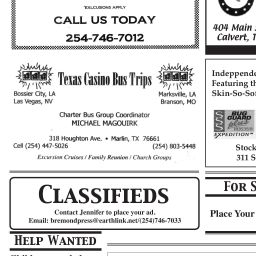 *EXLCUSIONS APPLY
CALL US TODAY
254-746-7012
404 Main
Calvert, T
Texas Casino Bus Trips
Bossier City, LA
Las Vegas, NV
Marksville, LA
Branson, MO
Charter Bus Group Coordinator
MICHAEL MAGOUIRK
318 Houghton Ave. • Marlin, TX 76661
Cell (254) 447-5026
(254) 803-5448
Excursion Cruises / Family Reunion / Church Groups
Indeppende
Featuring th
Skin-So-So
BUG
GUARD
EXPEDITION
Stock
311 S
CLASSIFIEDS
Contact Jennifer to place your ad.
Email: bremondpress@earthlink.net/(254)746-7033
FOR S
Place Your
HELP WANTED